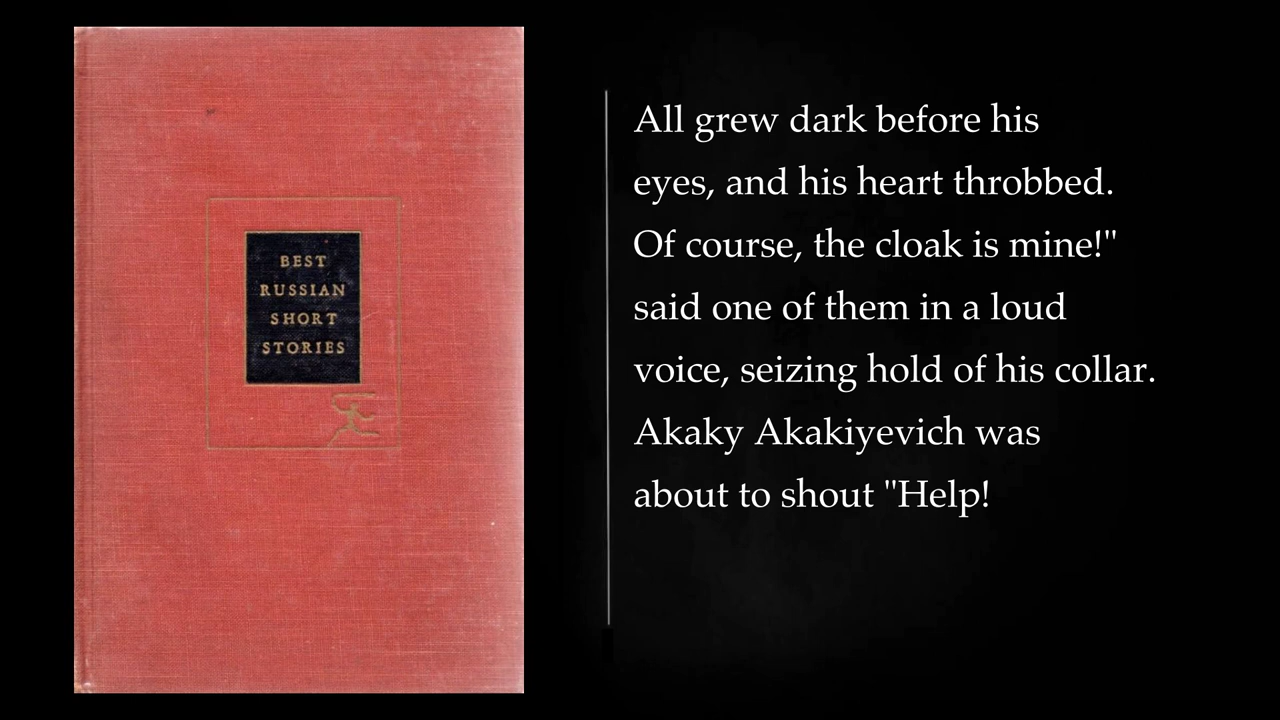 BEST
RUSSIAN
SHORT
STORIES
All grew dark before his
eyes, and his heart throbbed.
Of course, the cloak is mine!"
said one of them in a loud
voice, seizing hold of his collar.
Akaky Akakiyevich was
about to shout "Help!